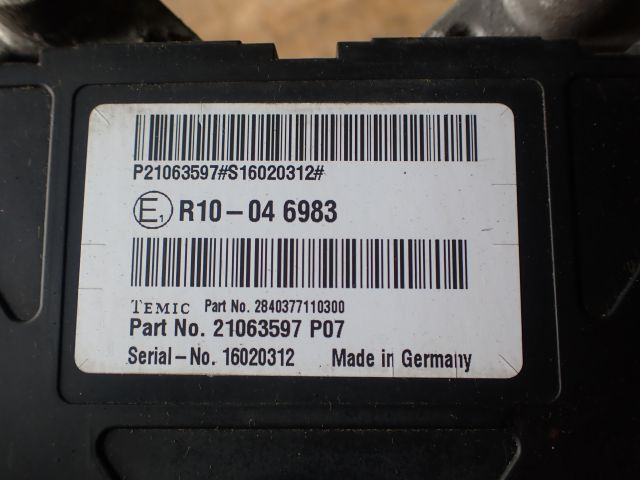 P21063597#S16020312#
E1 R10-04 6983
TEMIC Part No. 2840377110300
Part No. 21063597 P07
Serial-No. 16020312 Made in Germany